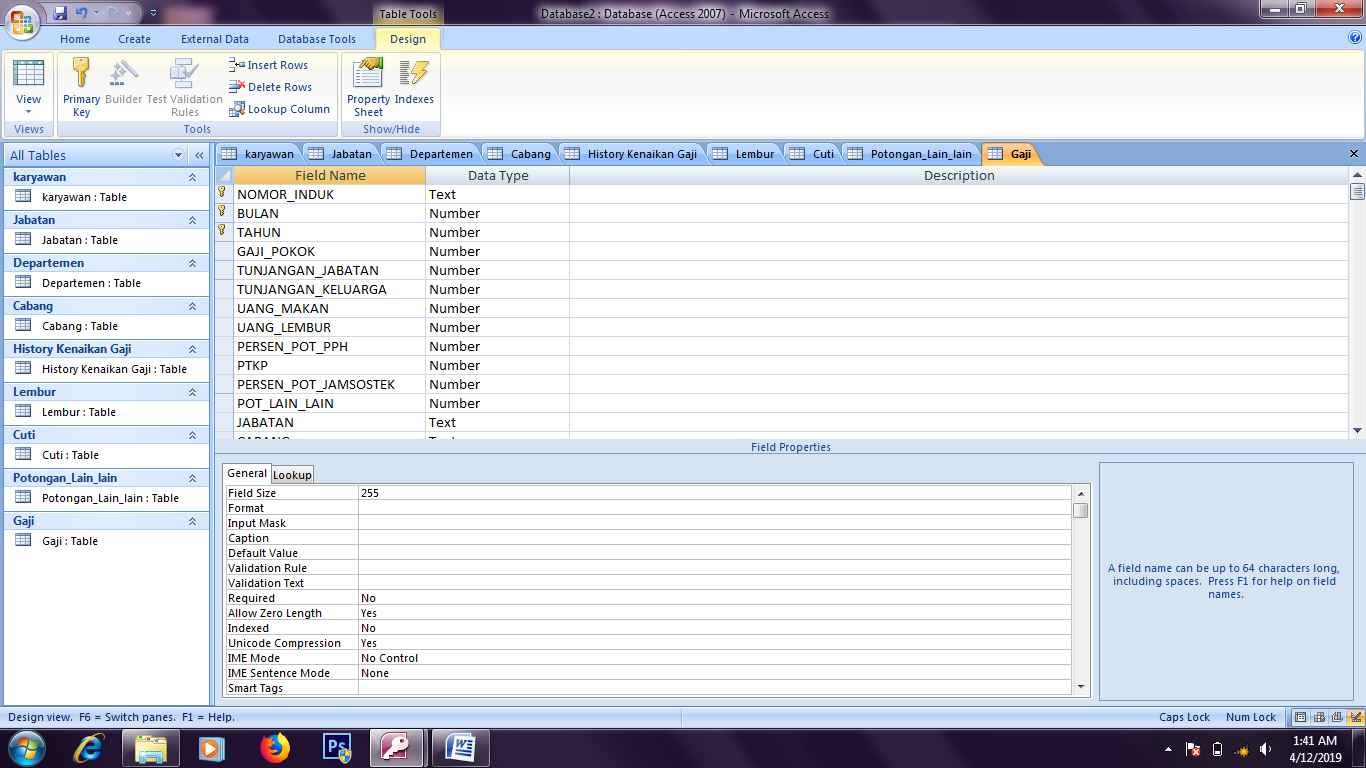 Table Tools
Database2 : Database (Access 2007) - Microsoft Access
Home Create External Data Database Tools Design
View
Views
Primary Key
Builder
Test Validation Rules
Insert Rows
Delete Rows
Lookup Column
Tools
Property Sheet
Indexes
Show/Hide
All Tables
karyawan
karyawan : Table
Jabatan
Jabatan : Table
Departemen
Departemen : Table
Cabang
Cabang : Table
History Kenaikan Gaji
History Kenaikan Gaji : Table
Lembur
Lembur : Table
Cuti
Cuti : Table
Potongan_Lain_lain
Potongan_Lain_lain : Table
Gaji
Gaji : Table
karyawan Jabatan Departemen Cabang History Kenaikan Gaji Lembur Cuti Potongan_Lain_lain Gaji
Field Name Data Type Description
NOMOR_INDUK Text
BULAN Number
TAHUN Number
GAJI_POKOK Number
TUNJANGAN_JABATAN Number
TUNJANGAN_KELUARGA Number
UANG_MAKAN Number
UANG_LEMBUR Number
PERSEN_POT_PPH Number
PTKP Number
PERSEN_POT_JAMSOSTEK Number
POT_LAIN_LAIN Number
JABATAN Text
Field Properties
General Lookup
Field Size 255
Format
Input Mask
Caption
Default Value
Validation Rule
Validation Text
Required No
Allow Zero Length Yes
Indexed No
Unicode Compression Yes
IME Mode No Control
IME Sentence Mode None
Smart Tags
A field name can be up to 64 characters long,
including spaces. Press F1 for help on field
names.
Design view. F6 = Switch panes. F1 = Help.
Caps Lock Num Lock
Ps
1:41 AM
4/12/2019